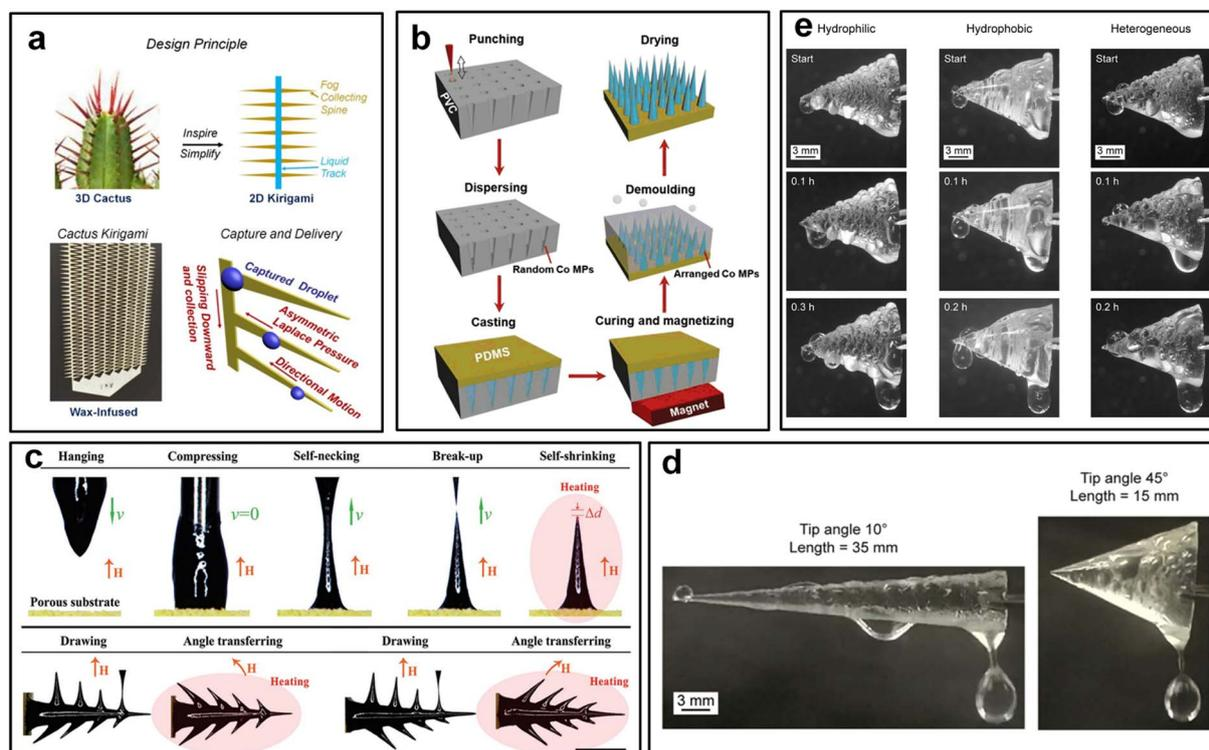 a
Design Principle
Inspire
Simplify
Fog
Collecting
Spine
Liquid
Track
3D Cactus
2D Kirigami
Cactus Kirigami
Capture and Delivery
Slipping Downward
and collection
Captured Droplet
Asymmetric
Laplace Pressure
Directional Motion
Wax-Infused
b
Punching
PVC
Drying
Dispersing
Random Co MPs
Demoulding
Arranged Co MPs
Casting
PDMS
Curing and magnetizing
Magnet
e
Hydrophilic
Hydrophobic
Heterogeneous
Start
3 mm
Start
3 mm
Start
3 mm
0.1 h
0.1 h
0.1 h
0.3 h
0.2 h
0.2 h
c
Hanging
Compressing
Self-necking
Break-up
Self-shrinking
v
H
v=0
H
v
H
v
H
Heating
Δd
H
Porous substrate
Drawing
Angle transferring
Drawing
Angle transferring
H
H
Heating
H
H
Heating
d
Tip angle 10°
Length = 35 mm
3 mm
Tip angle 45°
Length = 15 mm